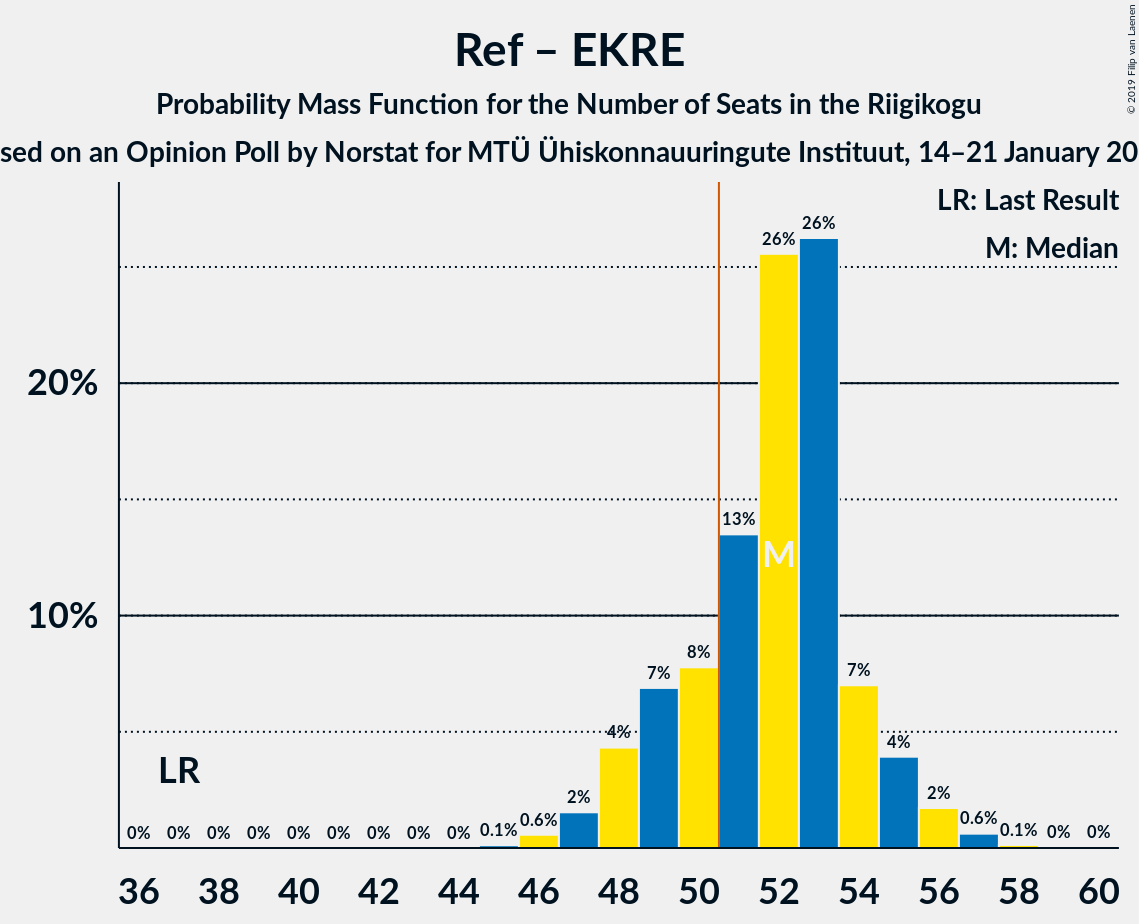 Ref – EKRE
Probability Mass Function for the Number of Seats in the Riigikogu
sed on an Opinion Poll by Norstat for MTÜ Ühiskonnauuringute Instituut, 14–21 January 20
© 2019 Filip van Laenen
LR: Last Result
M: Median
20%
10%
LR
M
0% 0% 0% 0% 0% 0% 0% 0% 0% 0.1% 0.6% 2% 4% 7% 8% 13% 26% 26% 7% 4% 2% 0.6% 0.1% 0% 0%
36 38 40 42 44 46 48 50 52 54 56 58 60